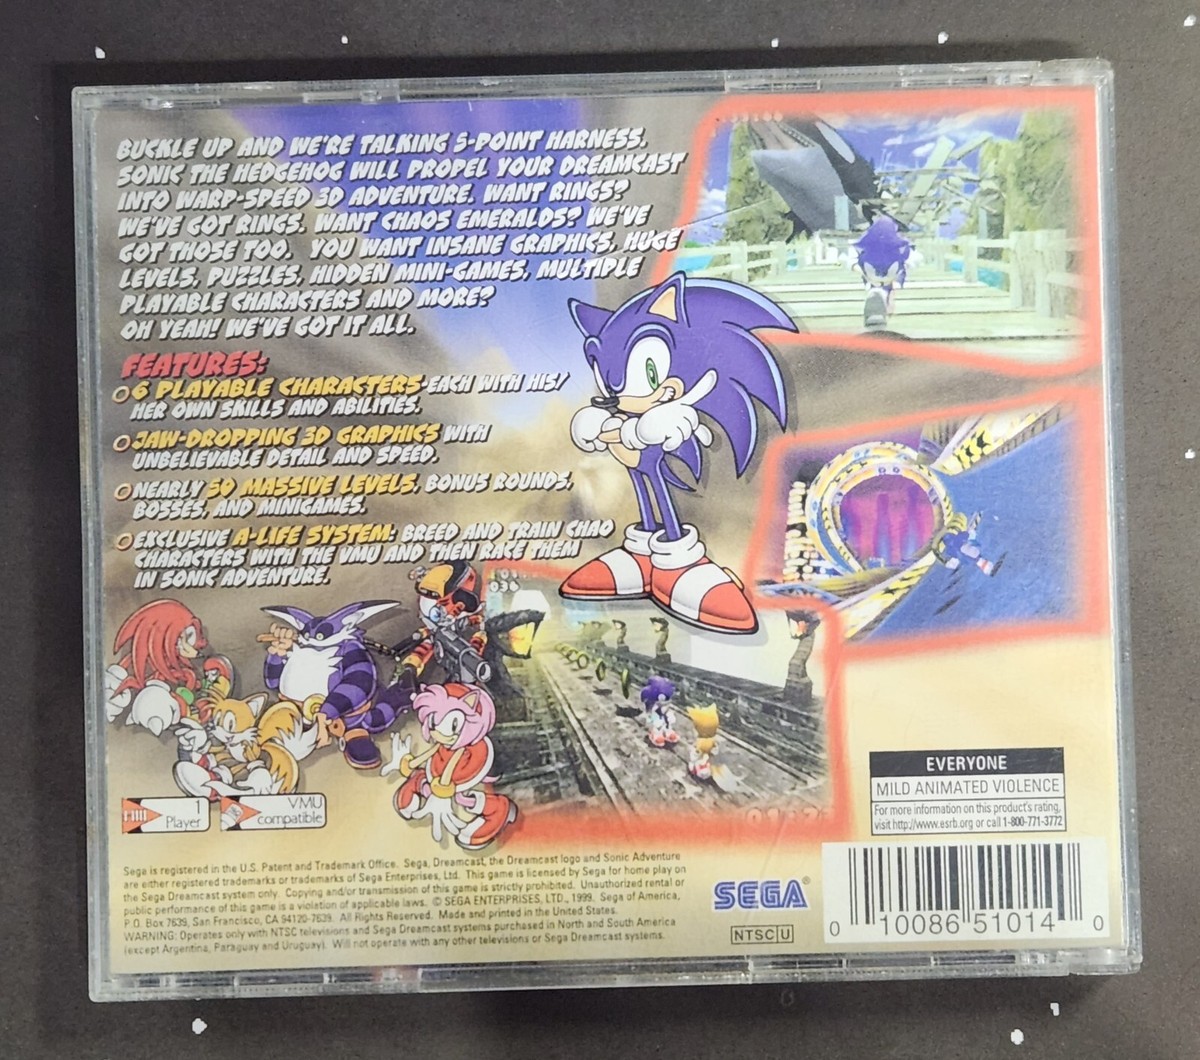 BUCKLE UP AND WE'RE TALKING 5-POINT HARNESS.
SONIC THE HEDGEHOG WILL PROPEL YOUR DREAMCAST
INTO WARP-SPEED 3D ADVENTURE. WANT RINGS?
WE'VE GOT RINGS. WANT CHAOS EMERALDS? WE'VE
GOT THOSE TOO. YOU WANT INSANE GRAPHICS, HUGE
LEVELS, PUZZLES, HIDDEN MINI-GAMES, MULTIPLE
PLAYABLE CHARACTERS AND MORE?
OH YEAH! WE'VE GOT IT ALL.
FEATURES:
6 PLAYABLE CHARACTERS-EACH WITH HIS/
HER OWN SKILLS AND ABILITIES.
JAW-DROPPING 3D GRAPHICS WITH
UNBELIEVABLE DETAIL AND SPEED.
NEARLY 50 MASSIVE LEVELS, BONUS ROUNDS,
BOSSES, AND MINIGAMES.
EXCLUSIVE A-LIFE SYSTEM: BREED AND TRAIN CHAO
CHARACTERS WITH THE VMU AND THEN RACE THEM
IN SONIC ADVENTURE.
036
1
Player
VMU
compatible
EVERYONE
MILD ANIMATED VIOLENCE
For more information on this product's rating,
visit http://www.esrb.org or call 1-800-771-3772
Sega is registered in the U.S. Patent and Trademark Office. Sega, Dreamcast, the Dreamcast logo and Sonic Adventure
are either registered trademarks or trademarks of Sega Enterprises, Ltd. This game is licensed by Sega for home play on
the Sega Dreamcast system only. Copying and/or transmission of this game is strictly prohibited. Unauthorized rental or
public performance of this game is a violation of applicable laws. © SEGA ENTERPRISES, LTD., 1999. Sega of America,
P.O. Box 7639, San Francisco, CA 94120-7639. All Rights Reserved. Made and printed in the United States.
WARNING: Operates only with NTSC televisions and Sega Dreamcast systems purchased in North and South America
(except Argentina, Paraguay and Uruguay). Will not operate with any other televisions or Sega Dreamcast systems.
SEGA®
NTSC U
0 10086 51014 0